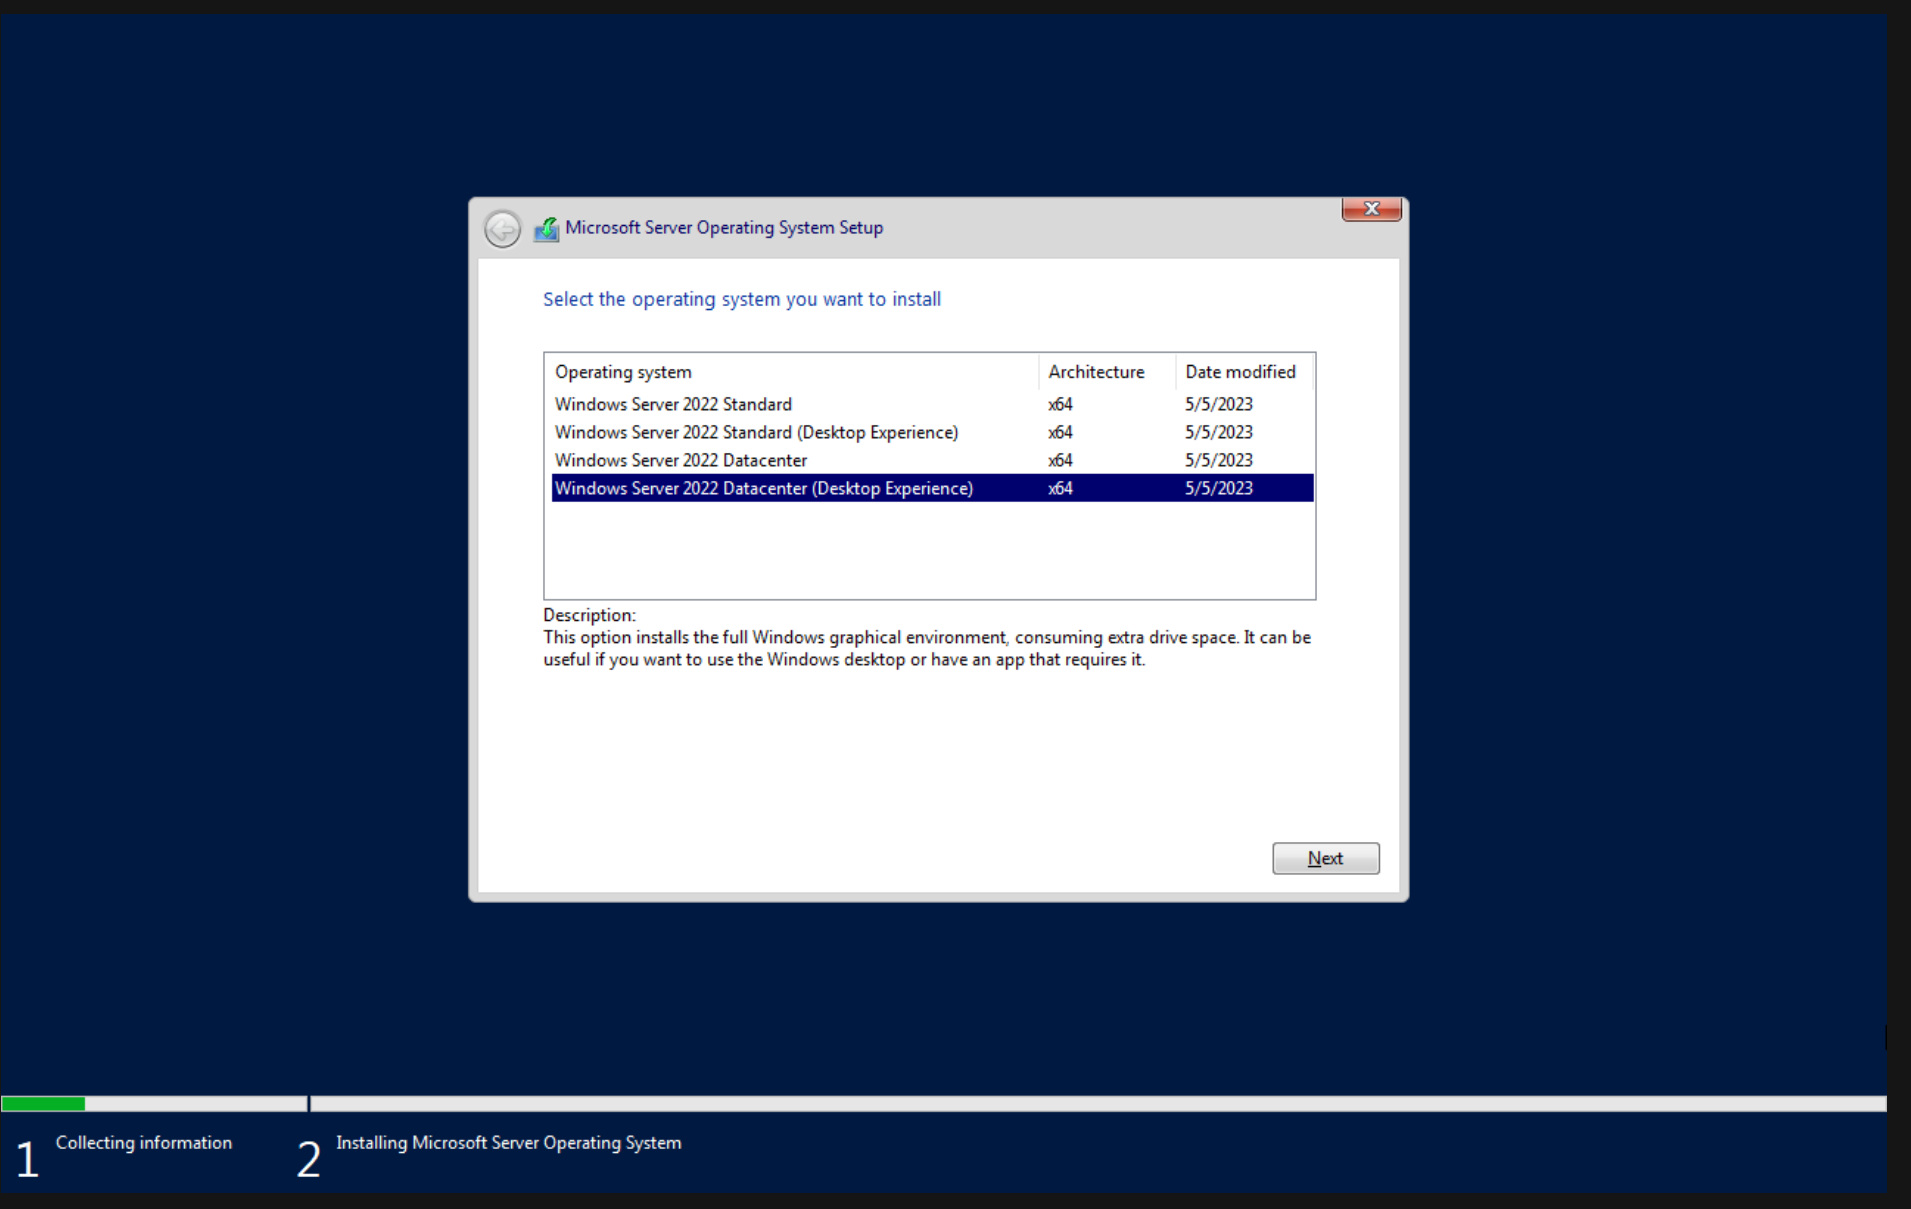 Microsoft Server Operating System Setup
Select the operating system you want to install
Operating system Architecture Date modified
Windows Server 2022 Standard x64 5/5/2023
Windows Server 2022 Standard (Desktop Experience) x64 5/5/2023
Windows Server 2022 Datacenter x64 5/5/2023
Windows Server 2022 Datacenter (Desktop Experience) x64 5/5/2023
Description:
This option installs the full Windows graphical environment, consuming extra drive space. It can be
useful if you want to use the Windows desktop or have an app that requires it.
Next
1 Collecting information 2 Installing Microsoft Server Operating System